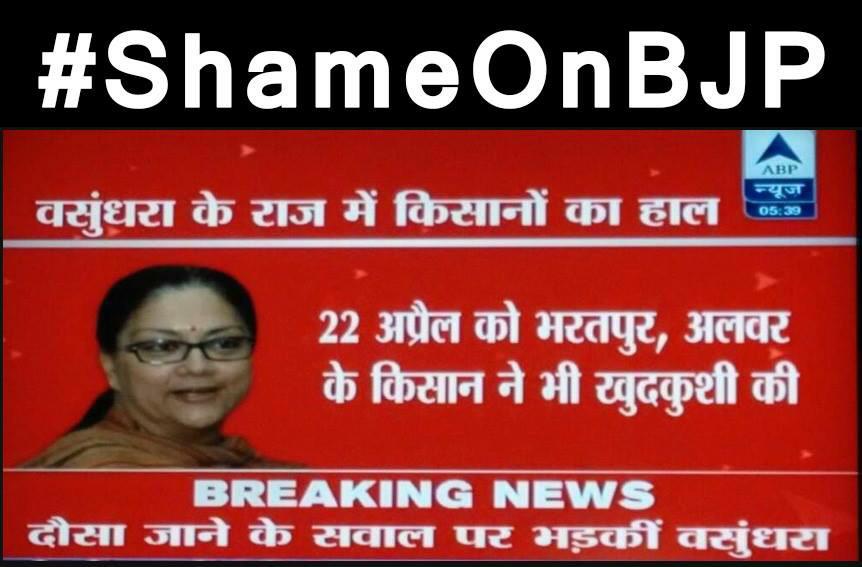 #ShameOnBJP
ABP
न्यूज़
05:39
वसुंधरा के राज में किसानों का हाल
22 अप्रैल को भरतपुर, अलवर
के किसान ने भी खुदकुशी की
BREAKING NEWS
दौसा जाने के सवाल पर भड़कीं वसुंधरा